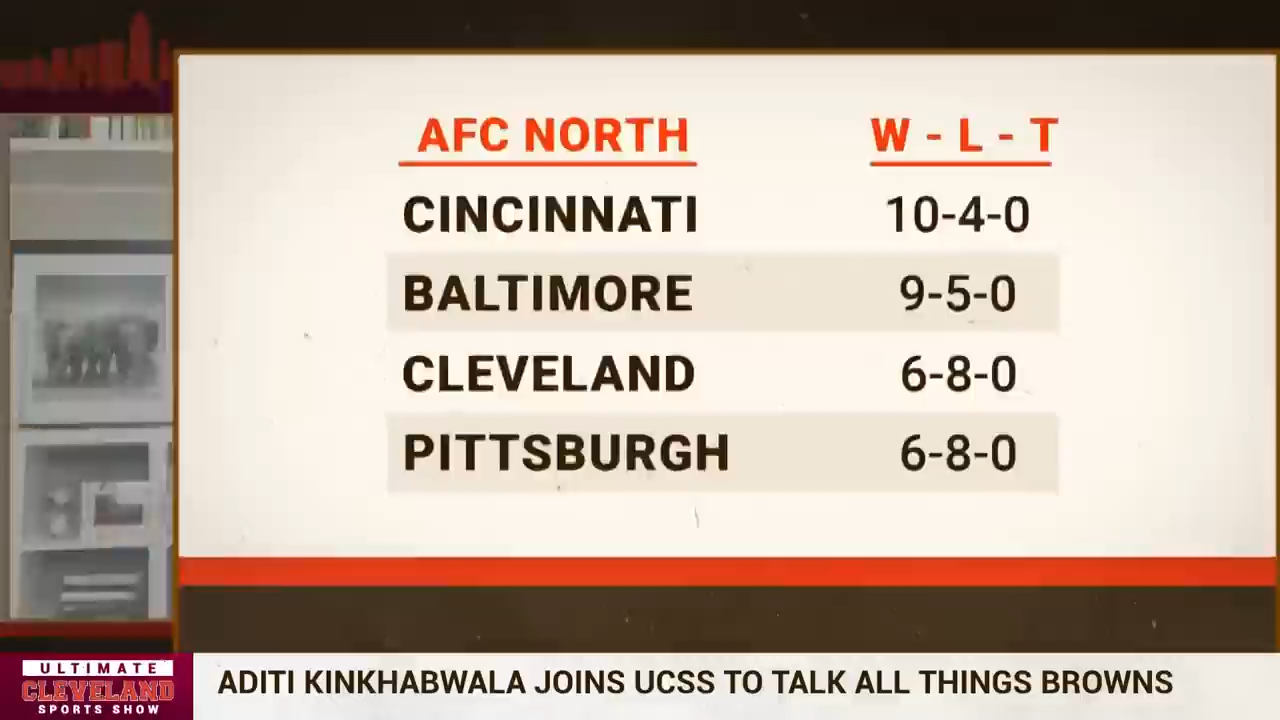 AFC NORTH W - L - T
CINCINNATI 10-4-0
BALTIMORE 9-5-0
CLEVELAND 6-8-0
PITTSBURGH 6-8-0
ULTIMATE
CLEVELAND
SPORTS SHOW
ADITI KINKHABWALA JOINS UCSS TO TALK ALL THINGS BROWNS